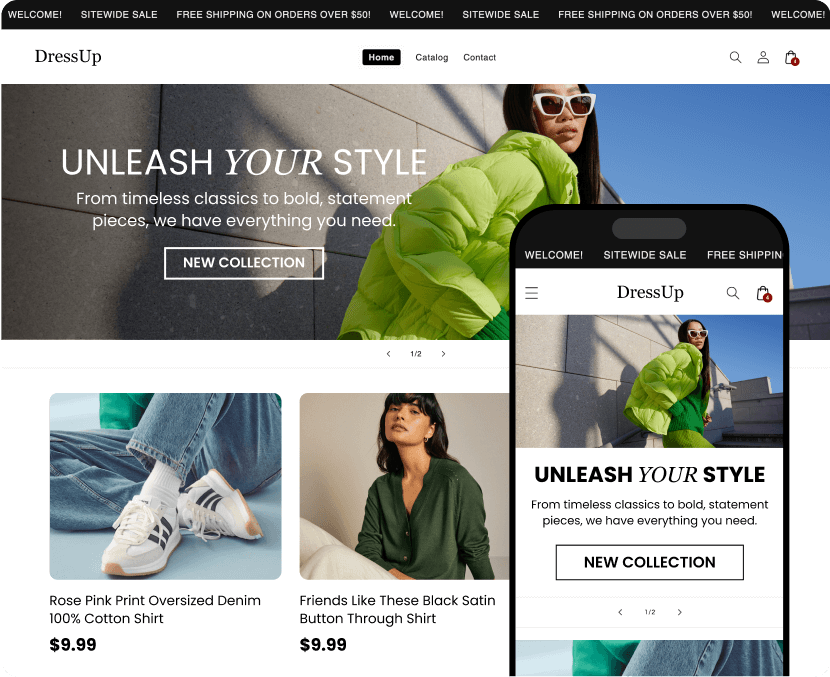 WELCOME! SITEWIDE SALE FREE SHIPPING ON ORDERS OVER $50! WELCOME! SITEWIDE SALE FREE SHIPPING ON ORDERS OVER $50! WELCOME!
DressUp
Home Catalog Contact
UNLEASH YOUR STYLE
From timeless classics to bold, statement
pieces, we have everything you need.
NEW COLLECTION
1/2
Rose Pink Print Oversized Denim
100% Cotton Shirt
$9.99
Friends Like These Black Satin
Button Through Shirt
$9.99
WELCOME! SITEWIDE SALE FREE SHIPPIN
DressUp
4
UNLEASH YOUR STYLE
From timeless classics to bold, statement
pieces, we have everything you need.
NEW COLLECTION
1/2